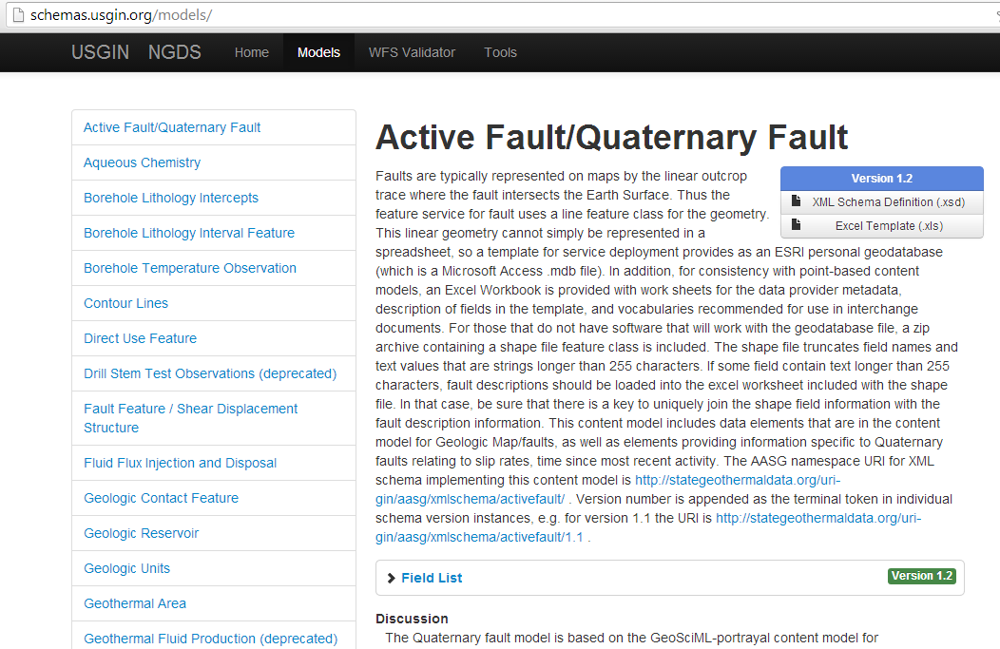 schemas.usgin.org/models/
USGIN NGDS Home Models WFS Validator Tools
Active Fault/Quaternary Fault
Aqueous Chemistry
Borehole Lithology Intercepts
Borehole Lithology Interval Feature
Borehole Temperature Observation
Contour Lines
Direct Use Feature
Drill Stem Test Observations (deprecated)
Fault Feature / Shear Displacement
Structure
Fluid Flux Injection and Disposal
Geologic Contact Feature
Geologic Reservoir
Geologic Units
Geothermal Area
Geothermal Fluid Production (deprecated)
Active Fault/Quaternary Fault
Version 1.2
XML Schema Definition (.xsd)
Excel Template (.xls)
Faults are typically represented on maps by the linear outcrop
trace where the fault intersects the Earth Surface. Thus the
feature service for fault uses a line feature class for the geometry.
This linear geometry cannot simply be represented in a
spreadsheet, so a template for service deployment provides as an ESRI personal geodatabase
(which is a Microsoft Access .mdb file). In addition, for consistency with point-based content
models, an Excel Workbook is provided with work sheets for the data provider metadata,
description of fields in the template, and vocabularies recommended for use in interchange
documents. For those that do not have software that will work with the geodatabase file, a zip
archive containing a shape file feature class is included. The shape file truncates field names and
text values that are strings longer than 255 characters. If some field contain text longer than 255
characters, fault descriptions should be loaded into the excel worksheet included with the shape
file. In that case, be sure that there is a key to uniquely join the shape field information with the
fault description information. This content model includes data elements that are in the content
model for Geologic Map/faults, as well as elements providing information specific to Quaternary
faults relating to slip rates, time since most recent activity. The AASG namespace URI for XML
schema implementing this content model is http://stategeothermaldata.org/uri-
gin/aasg/xmlschema/activefault/ . Version number is appended as the terminal token in individual
schema version instances, e.g. for version 1.1 the URI is http://stategeothermaldata.org/uri-
gin/aasg/xmlschema/activefault/1.1 .
Field List Version 1.2
Discussion
The Quaternary fault model is based on the GeoSciML-portrayal content model for